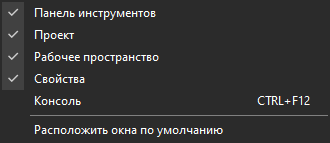 Панель инструментов
Проект
Рабочее пространство
Свойства
Консоль CTRL+F12
Расположить окна по умолчанию